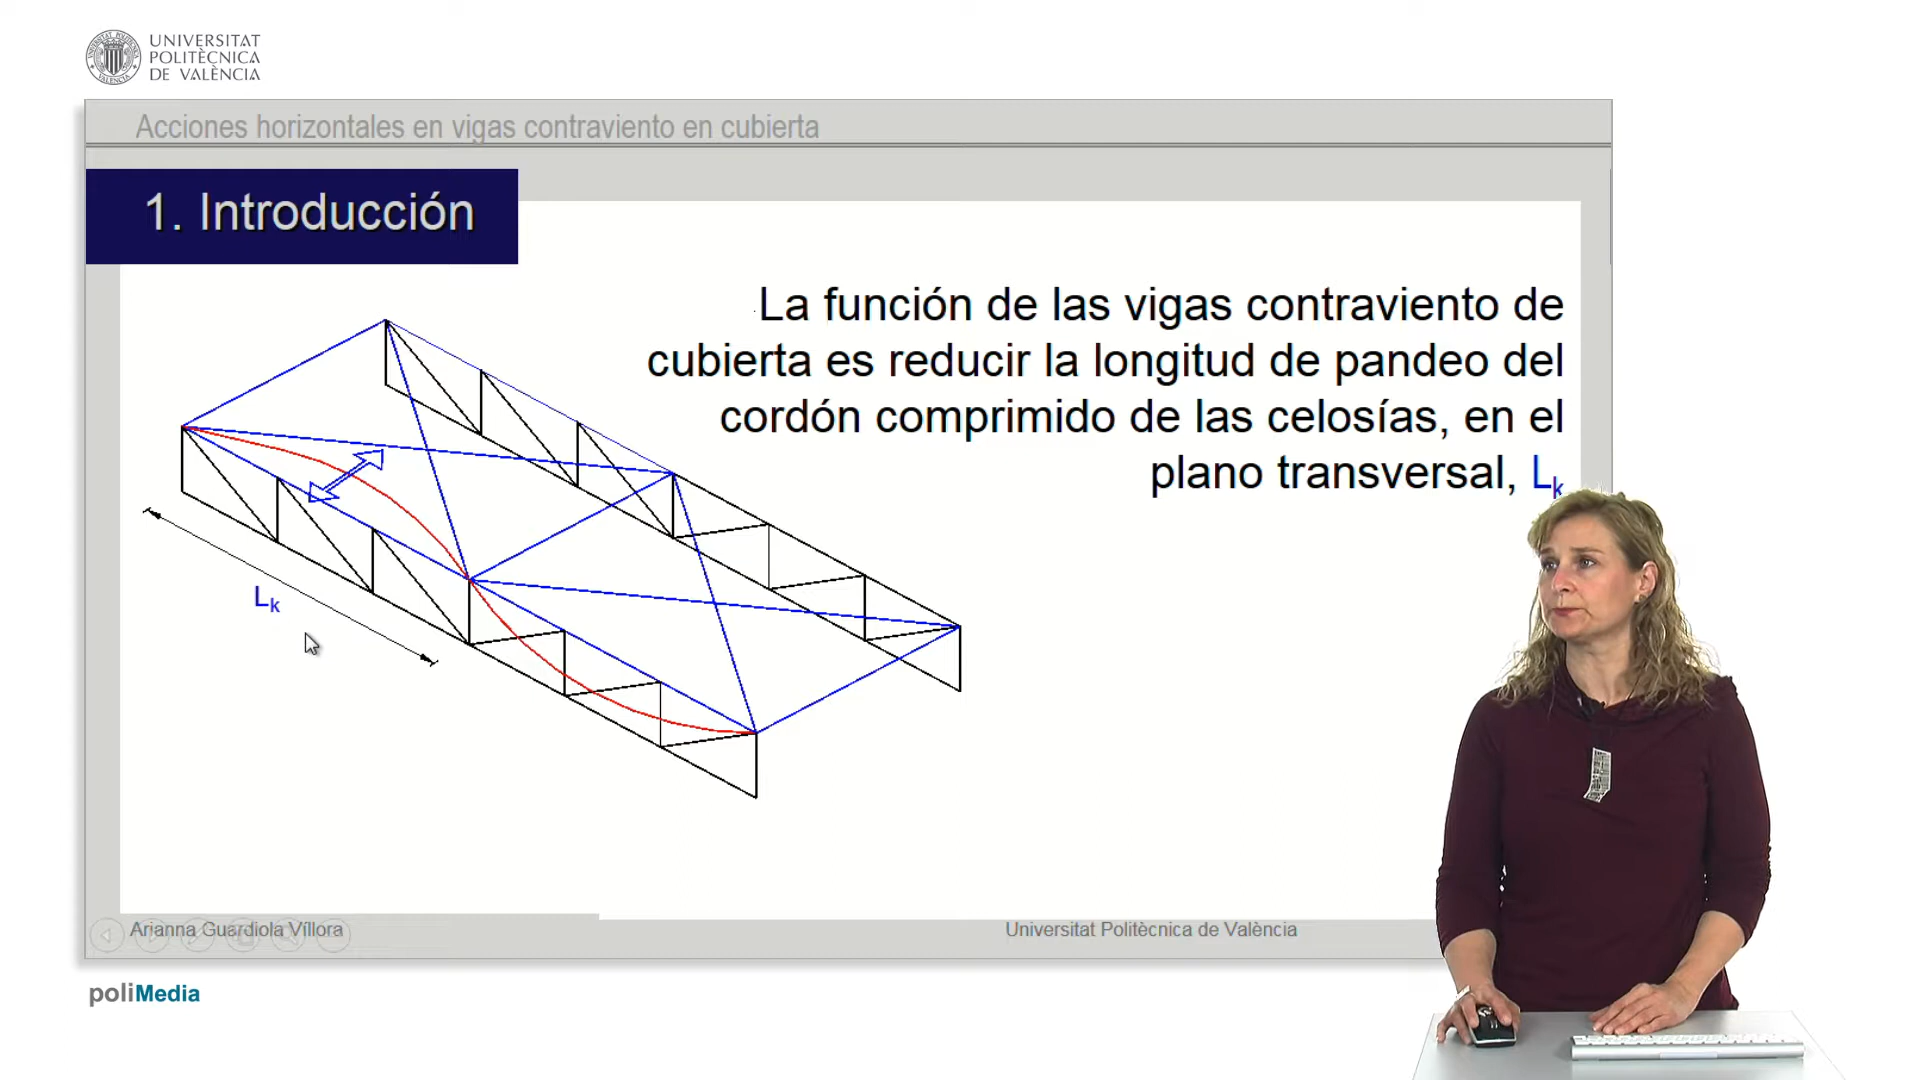 UNIVERSITAT
POLITÈCNICA
DE VALÈNCIA
Acciones horizontales en vigas contraviento en cubierta
1. Introducción
La función de las vigas contraviento de
cubierta es reducir la longitud de pandeo del
cordón comprimido de las celosías, en el
plano transversal, Lk
Lk
Arianna Guardiola Víllora
Universitat Politècnica de València
poliMedia